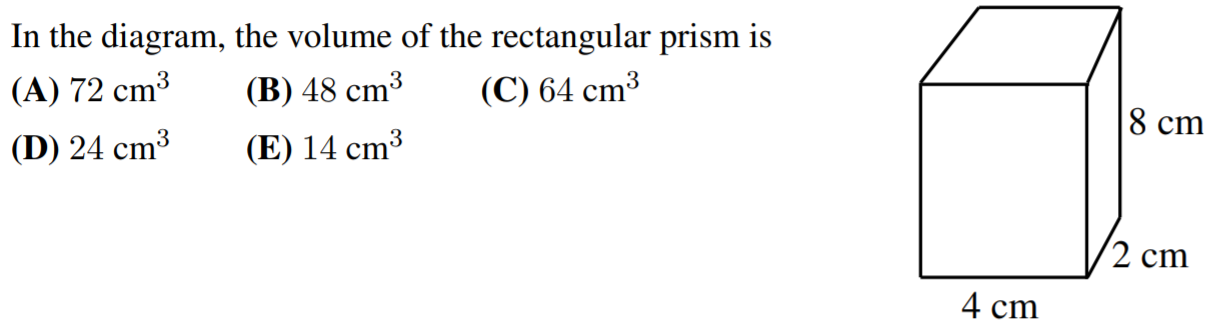 In the diagram, the volume of the rectangular prism is
(A) 72 cm³ (B) 48 cm³ (C) 64 cm³
(D) 24 cm³ (E) 14 cm³
8 cm
2 cm
4 cm